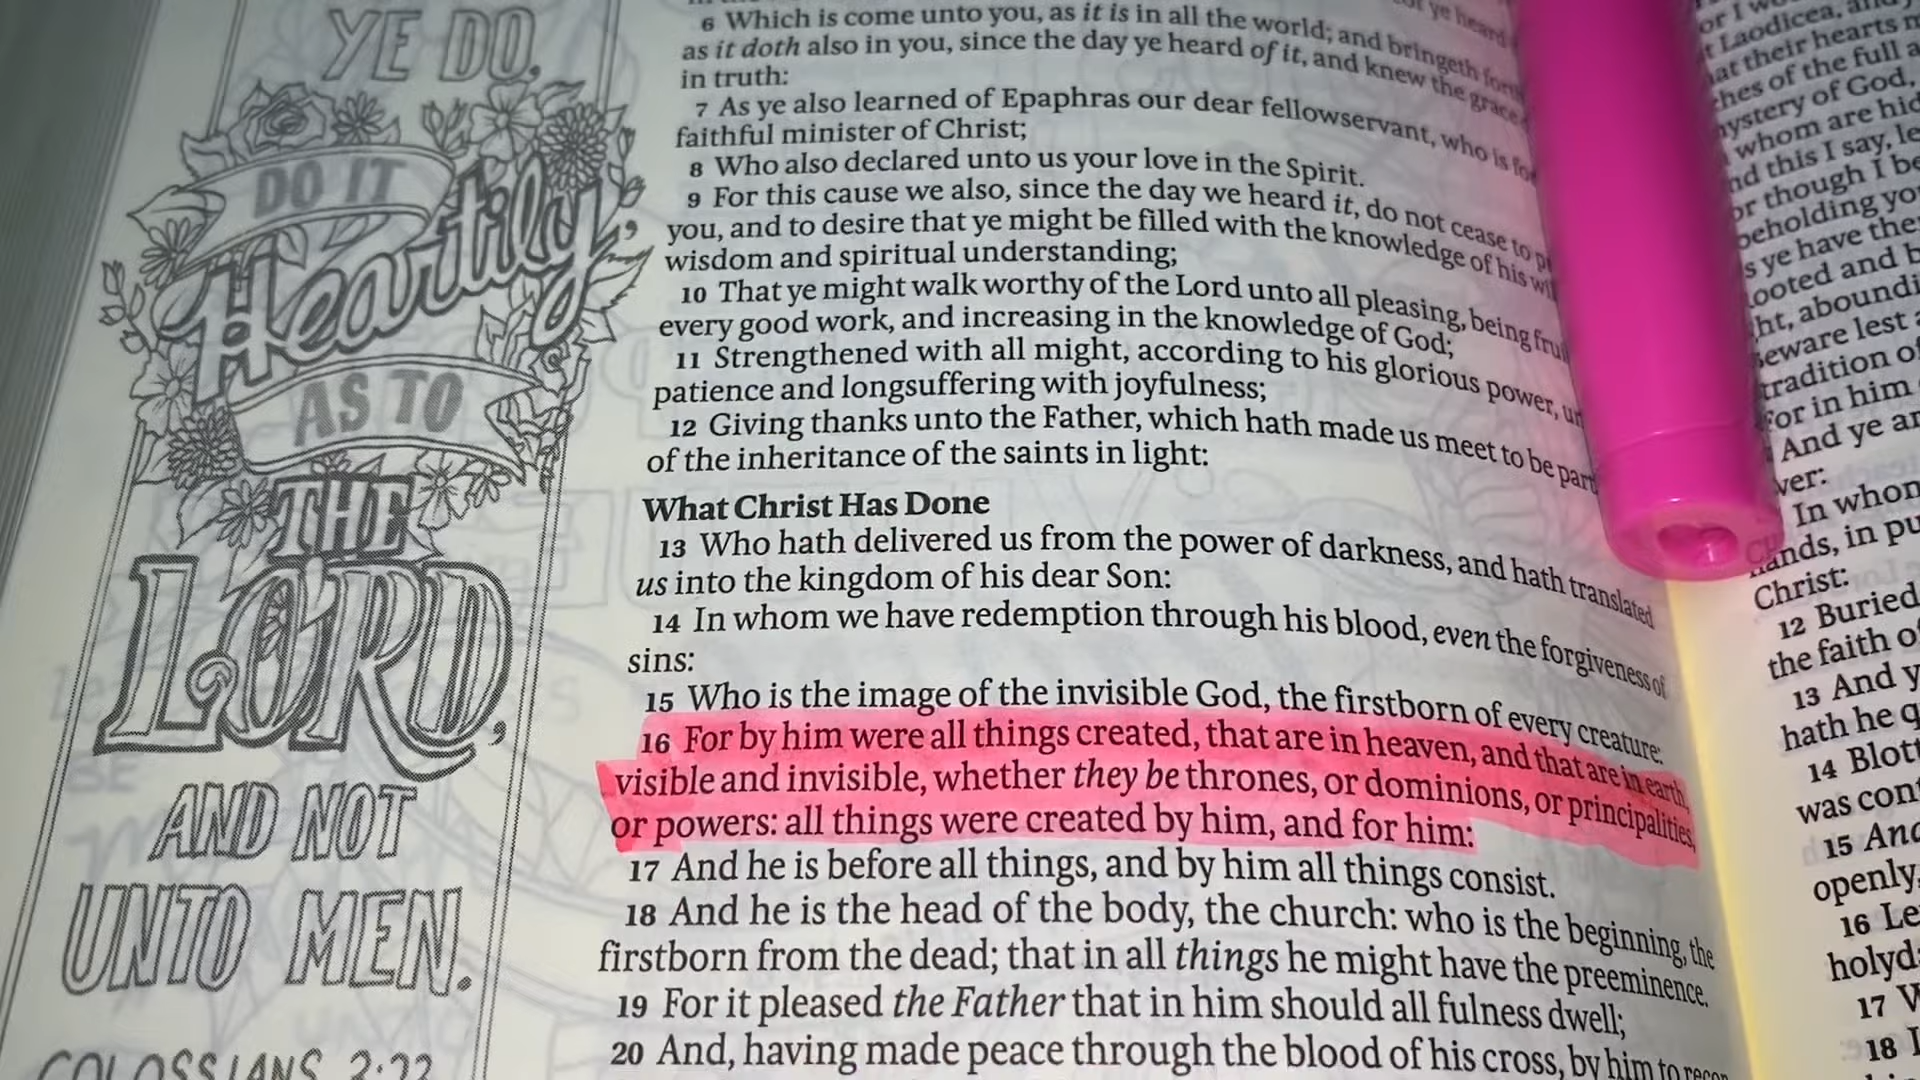 YE DO,
DO IT
Heartily,
AS TO
THE
LORD,
AND NOT
UNTO MEN.
COLOSSIANS 3:23
6 Which is come unto you, as it is in all the world; and bringeth
as it doth also in you, since the day ye heard of it, and knew the grace
in truth:
7 As ye also learned of Epaphras our dear fellowservant, who is
faithful minister of Christ;
8 Who also declared unto us your love in the Spirit.
9 For this cause we also, since the day we heard it, do not cease to
you, and to desire that ye might be filled with the knowledge of his
wisdom and spiritual understanding;
10 That ye might walk worthy of the Lord unto all pleasing, being
every good work, and increasing in the knowledge of God;
11 Strengthened with all might, according to his glorious power,
patience and longsuffering with joyfulness;
12 Giving thanks unto the Father, which hath made us meet to be
of the inheritance of the saints in light:
What Christ Has Done
13 Who hath delivered us from the power of darkness, and hath translated
us into the kingdom of his dear Son:
14 In whom we have redemption through his blood, even the forgiveness of
sins:
15 Who is the image of the invisible God, the firstborn of every creature:
16 For by him were all things created, that are in heaven, and that are in earth,
visible and invisible, whether they be thrones, or dominions, or principalities,
or powers: all things were created by him, and for him:
17 And he is before all things, and by him all things consist.
18 And he is the head of the body, the church: who is the beginning, the
firstborn from the dead; that in all things he might have the preeminence.
19 For it pleased the Father that in him should all fulness dwell;
20 And, having made peace through the blood of his cross, by him to
or I
Laodicea,
their hearts
of the full
of God,
whom are
this I say,
though I
beholding
ye have
and
beware lest
tradition of
For in him
And ye
In whom
in
Christ:
12 Buried
the faith of
13 And
hath he
14
was
15 And
openly,
16
17
18